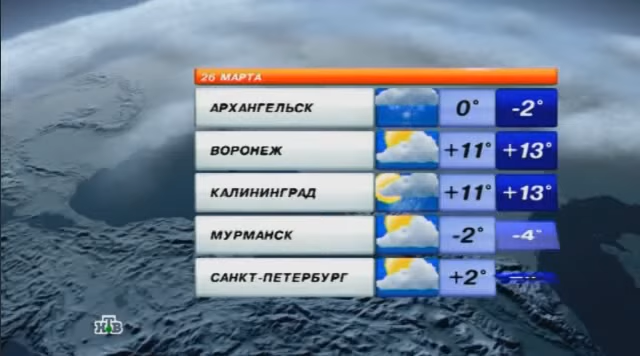 26 МАРТА
АРХАНГЕЛЬСК 0° -2°
ВОРОНЕЖ +11° +13°
КАЛИНИНГРАД +11° +13°
МУРМАНСК -2° -4°
САНКТ-ПЕТЕРБУРГ +2°
НТВ